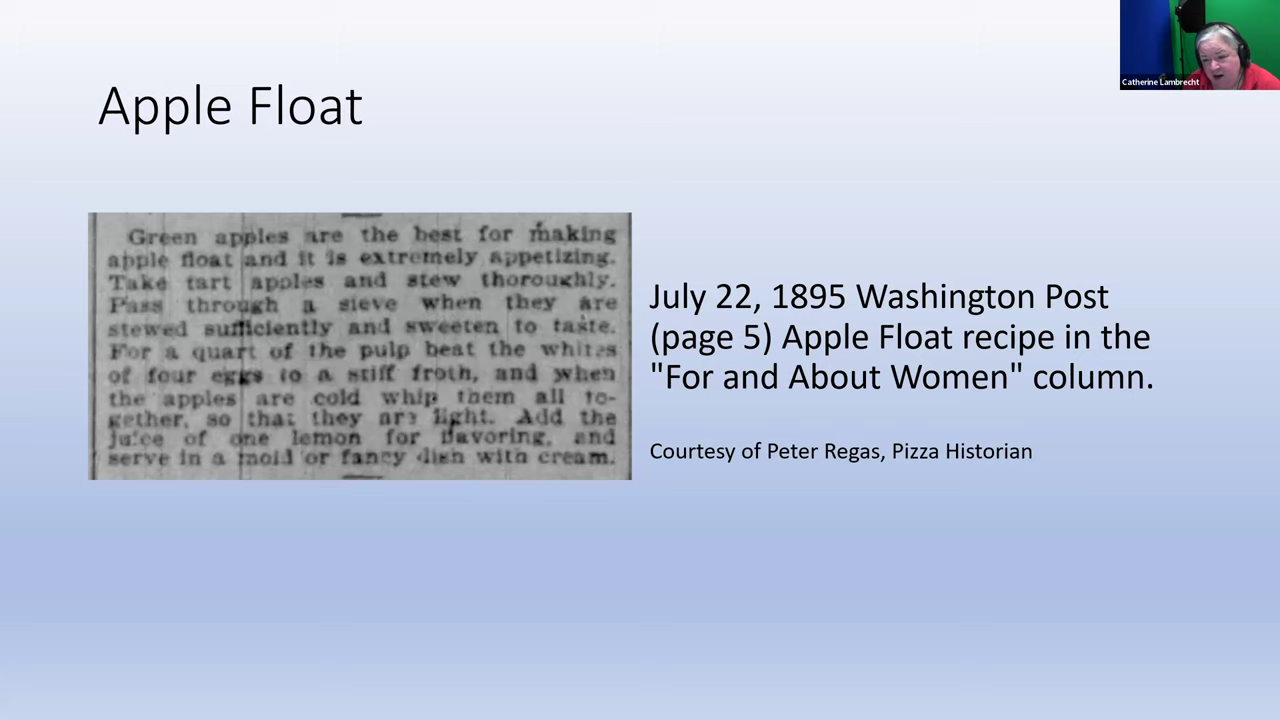 Catherine Lambrecht
Apple Float
Green apples are the best for making
apple float and it is extremely appetizing.
Take tart apples and stew thoroughly.
Pass through a sieve when they are
stewed sufficiently and sweeten to taste.
For a quart of the pulp beat the whites
of four eggs to a stiff froth, and when
the apples are cold whip them all to-
gether, so that they are light. Add the
juice of one lemon for flavoring, and
serve in a mold or fancy dish with cream.
July 22, 1895 Washington Post
(page 5) Apple Float recipe in the
"For and About Women" column.
Courtesy of Peter Regas, Pizza Historian